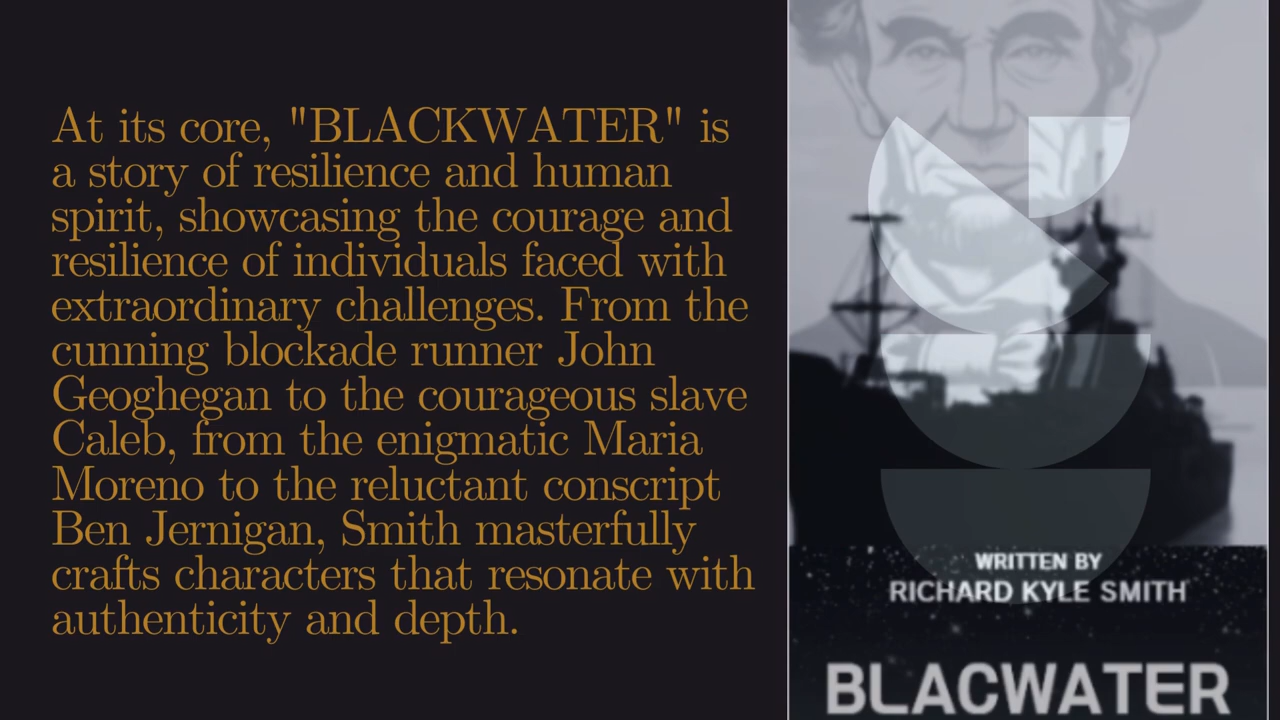 At its core, "BLACKWATER" is
a story of resilience and human
spirit, showcasing the courage and
resilience of individuals faced with
extraordinary challenges. From the
cunning blockade runner John
Geoghegan to the courageous slave
Caleb, from the enigmatic Maria
Moreno to the reluctant conscript
Ben Jernigan, Smith masterfully
crafts characters that resonate with
authenticity and depth.
WRITTEN BY
RICHARD KYLE SMITH
BLACWATER